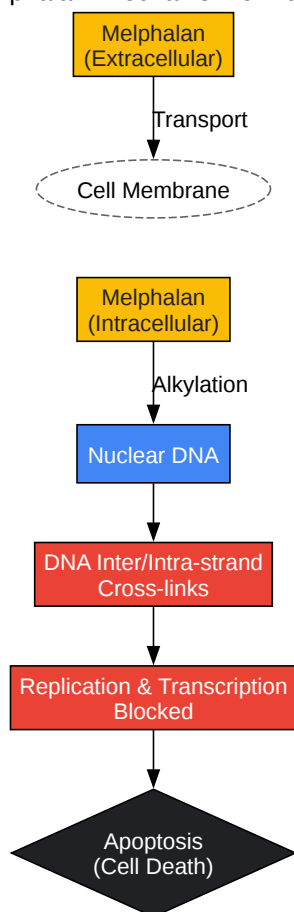 Melphalan
(Extracellular)
Transport
Cell Membrane
Melphalan
(Intracellular)
Alkylation
Nuclear DNA
DNA Inter/Intra-strand
Cross-links
Replication & Transcription
Blocked
Apoptosis
(Cell Death)